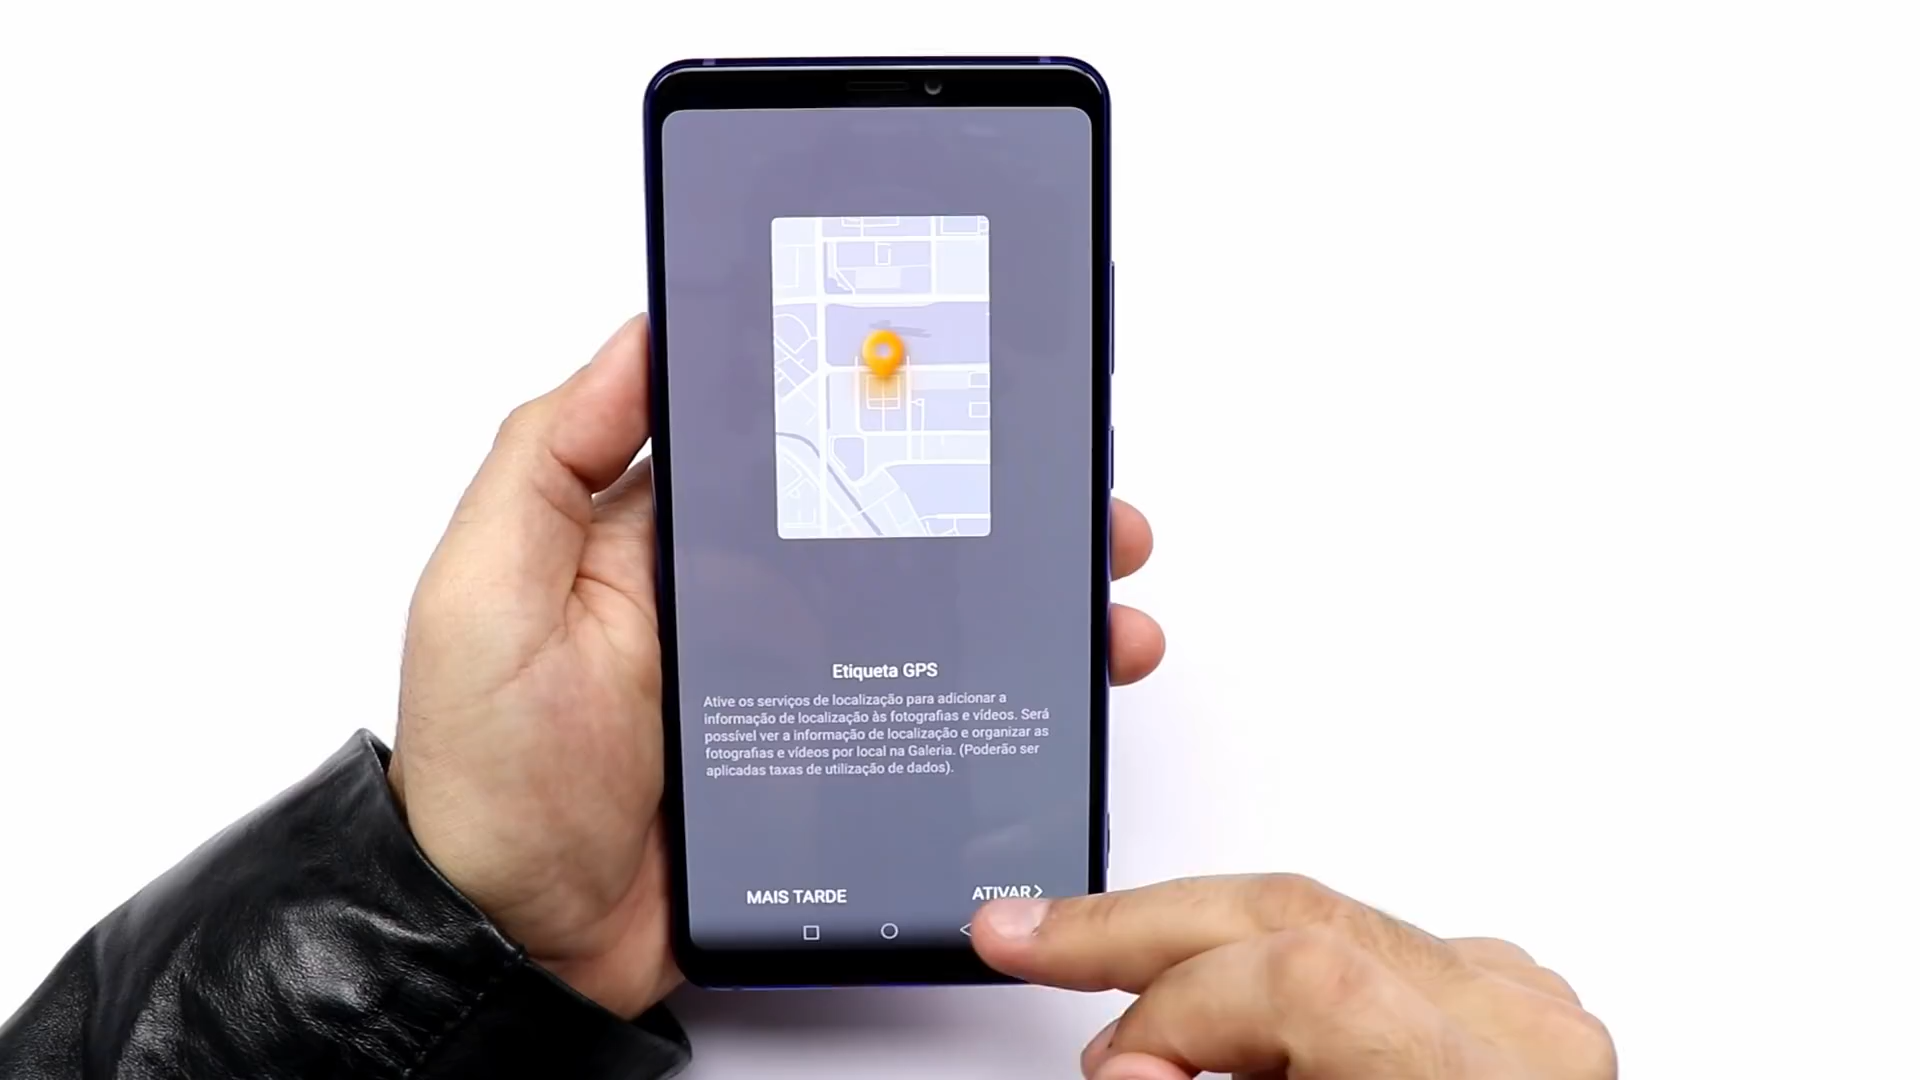 Etiqueta GPS
Ative os serviços de localização para adicionar a
informação de localização às fotografias e vídeos. Será
possível ver a informação de localização e organizar as
fotografias e vídeos por local na Galeria. (Poderão ser
aplicadas taxas de utilização de dados).
MAIS TARDE
ATIVAR